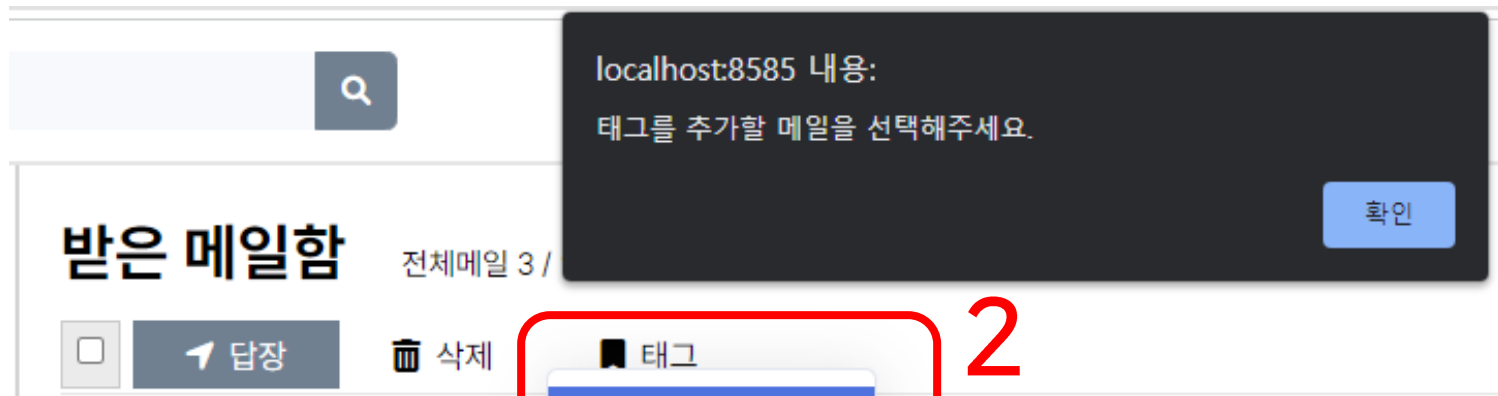 localhost:8585 내용:
태그를 추가할 메일을 선택해주세요.
확인
받은 메일함 전체메일 3 /
답장 삭제 태그
2